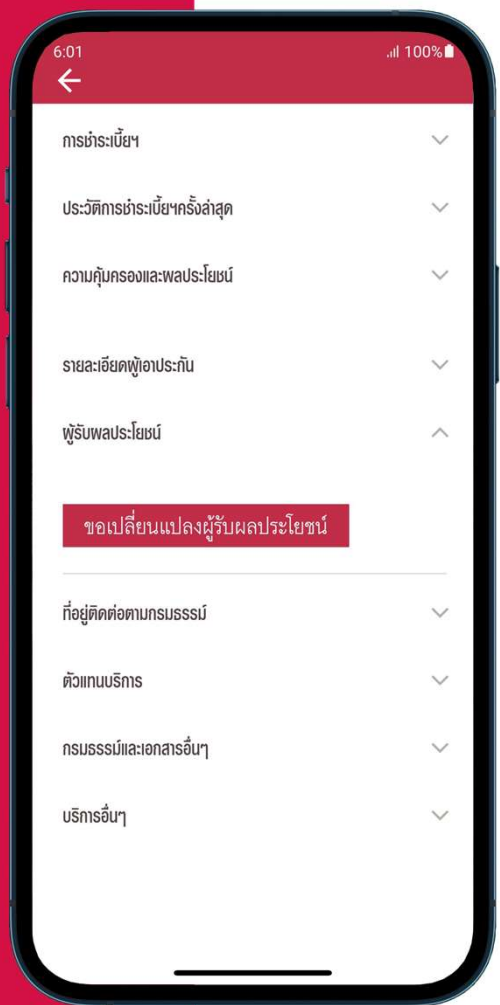 6:01
100%
การชำระเบี้ยฯ
ประวัติการชำระเบี้ยฯครั้งล่าสุด
ความคุ้มครองและผลประโยชน์
รายละเอียดผู้เอาประกัน
ผู้รับผลประโยชน์
ขอเปลี่ยนแปลงผู้รับผลประโยชน์
ที่อยู่ติดต่อตามกรมธรรม์
ตัวแทนบริการ
กรมธรรม์และเอกสารอื่นๆ
บริการอื่นๆ